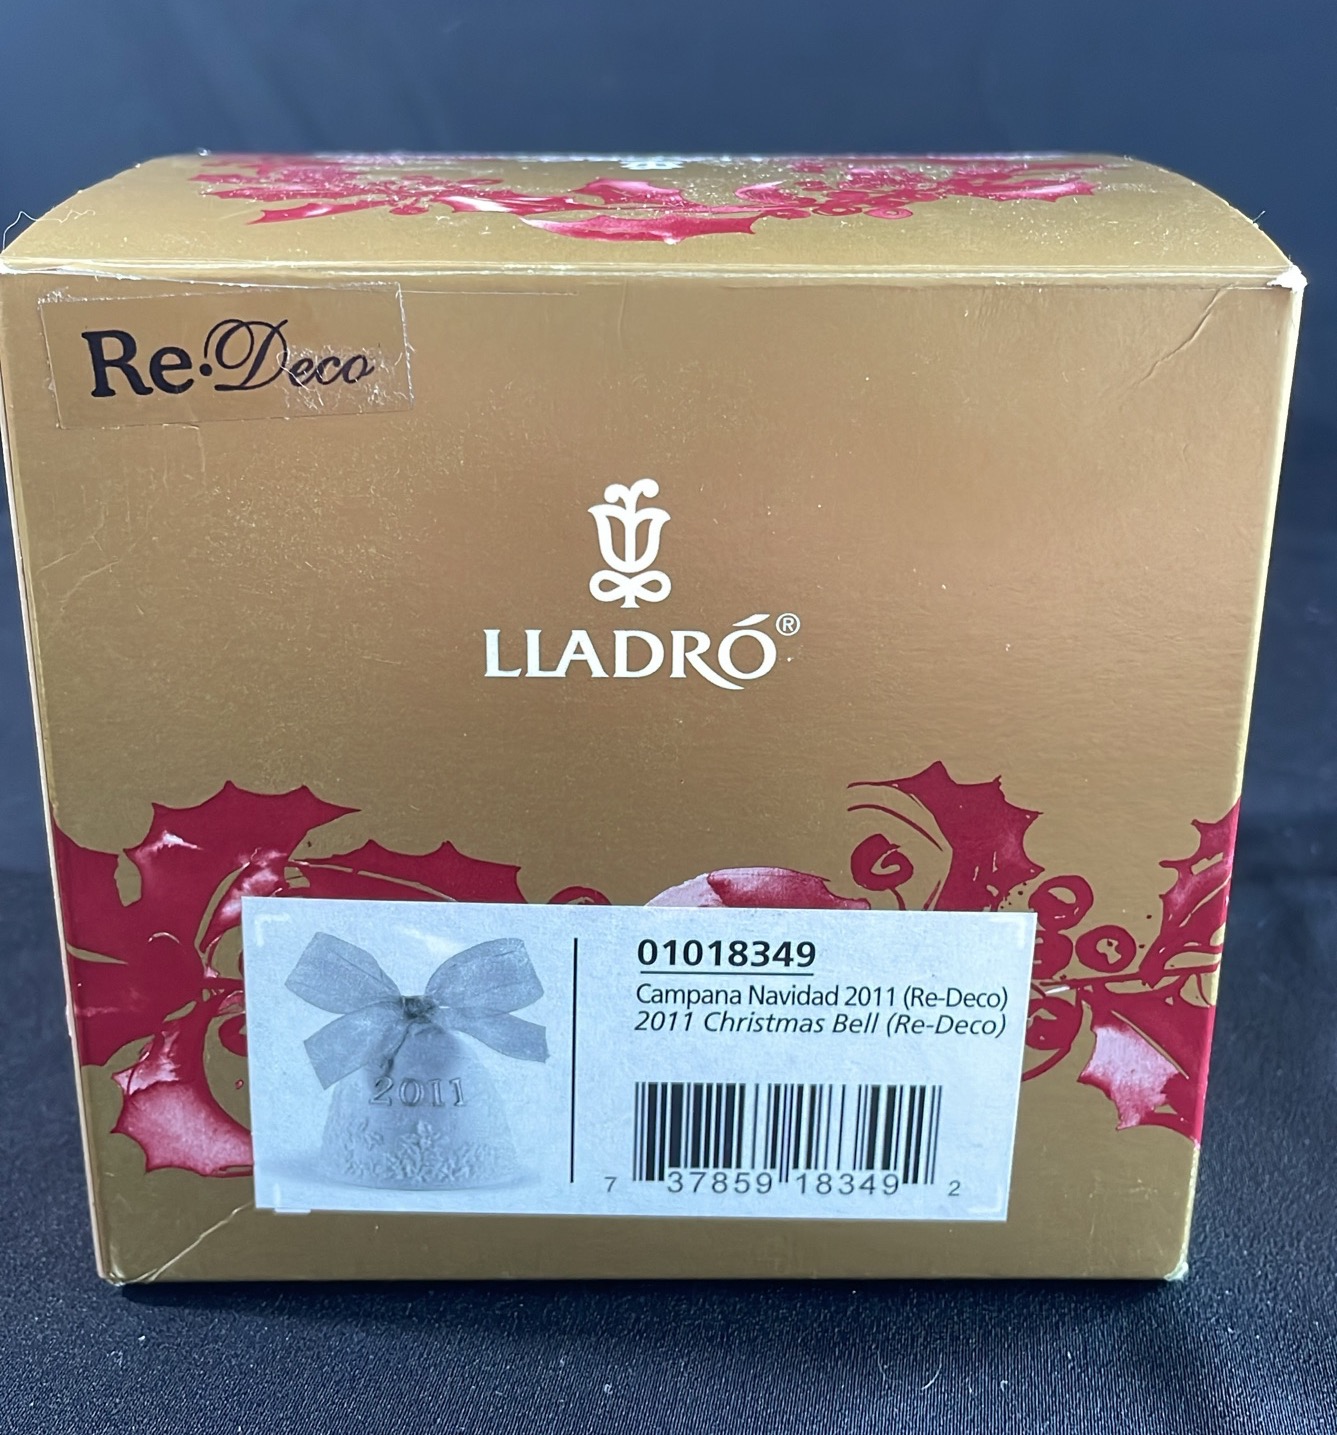 Re·Deco
LLADRÓ®
2011
01018349
Campana Navidad 2011 (Re-Deco)
2011 Christmas Bell (Re-Deco)
7 37859 18349 2